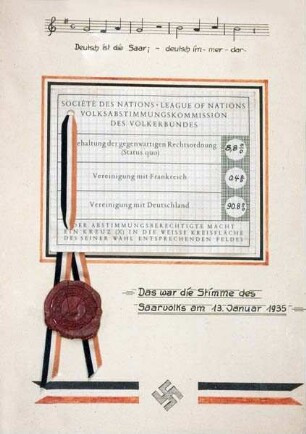 Deutsch ist die Saar; - deutsch im-mer-dar-
SOCIÉTÉ DES NATIONS - LEAGUE OF NATIONS
VOLKSABSTIMMUNGSKOMMISSION
DES VÖLKERBUNDES
ehaltung der gegenwärtigen Rechtsordnung
(Status quo)
8,8 %
Vereinigung mit Frankreich
0,4 %
Vereinigung mit Deutschland
90,8 %
DER ABSTIMMUNGSBERECHTIGTE MACHT
EIN KREUZ (X) IN DIE WEISSE KREISFLÄCHE
DES SEINER WAHL ENTSPRECHENDEN FELDES
Das war die Stimme des
Saarvolks am 13. Januar 1935